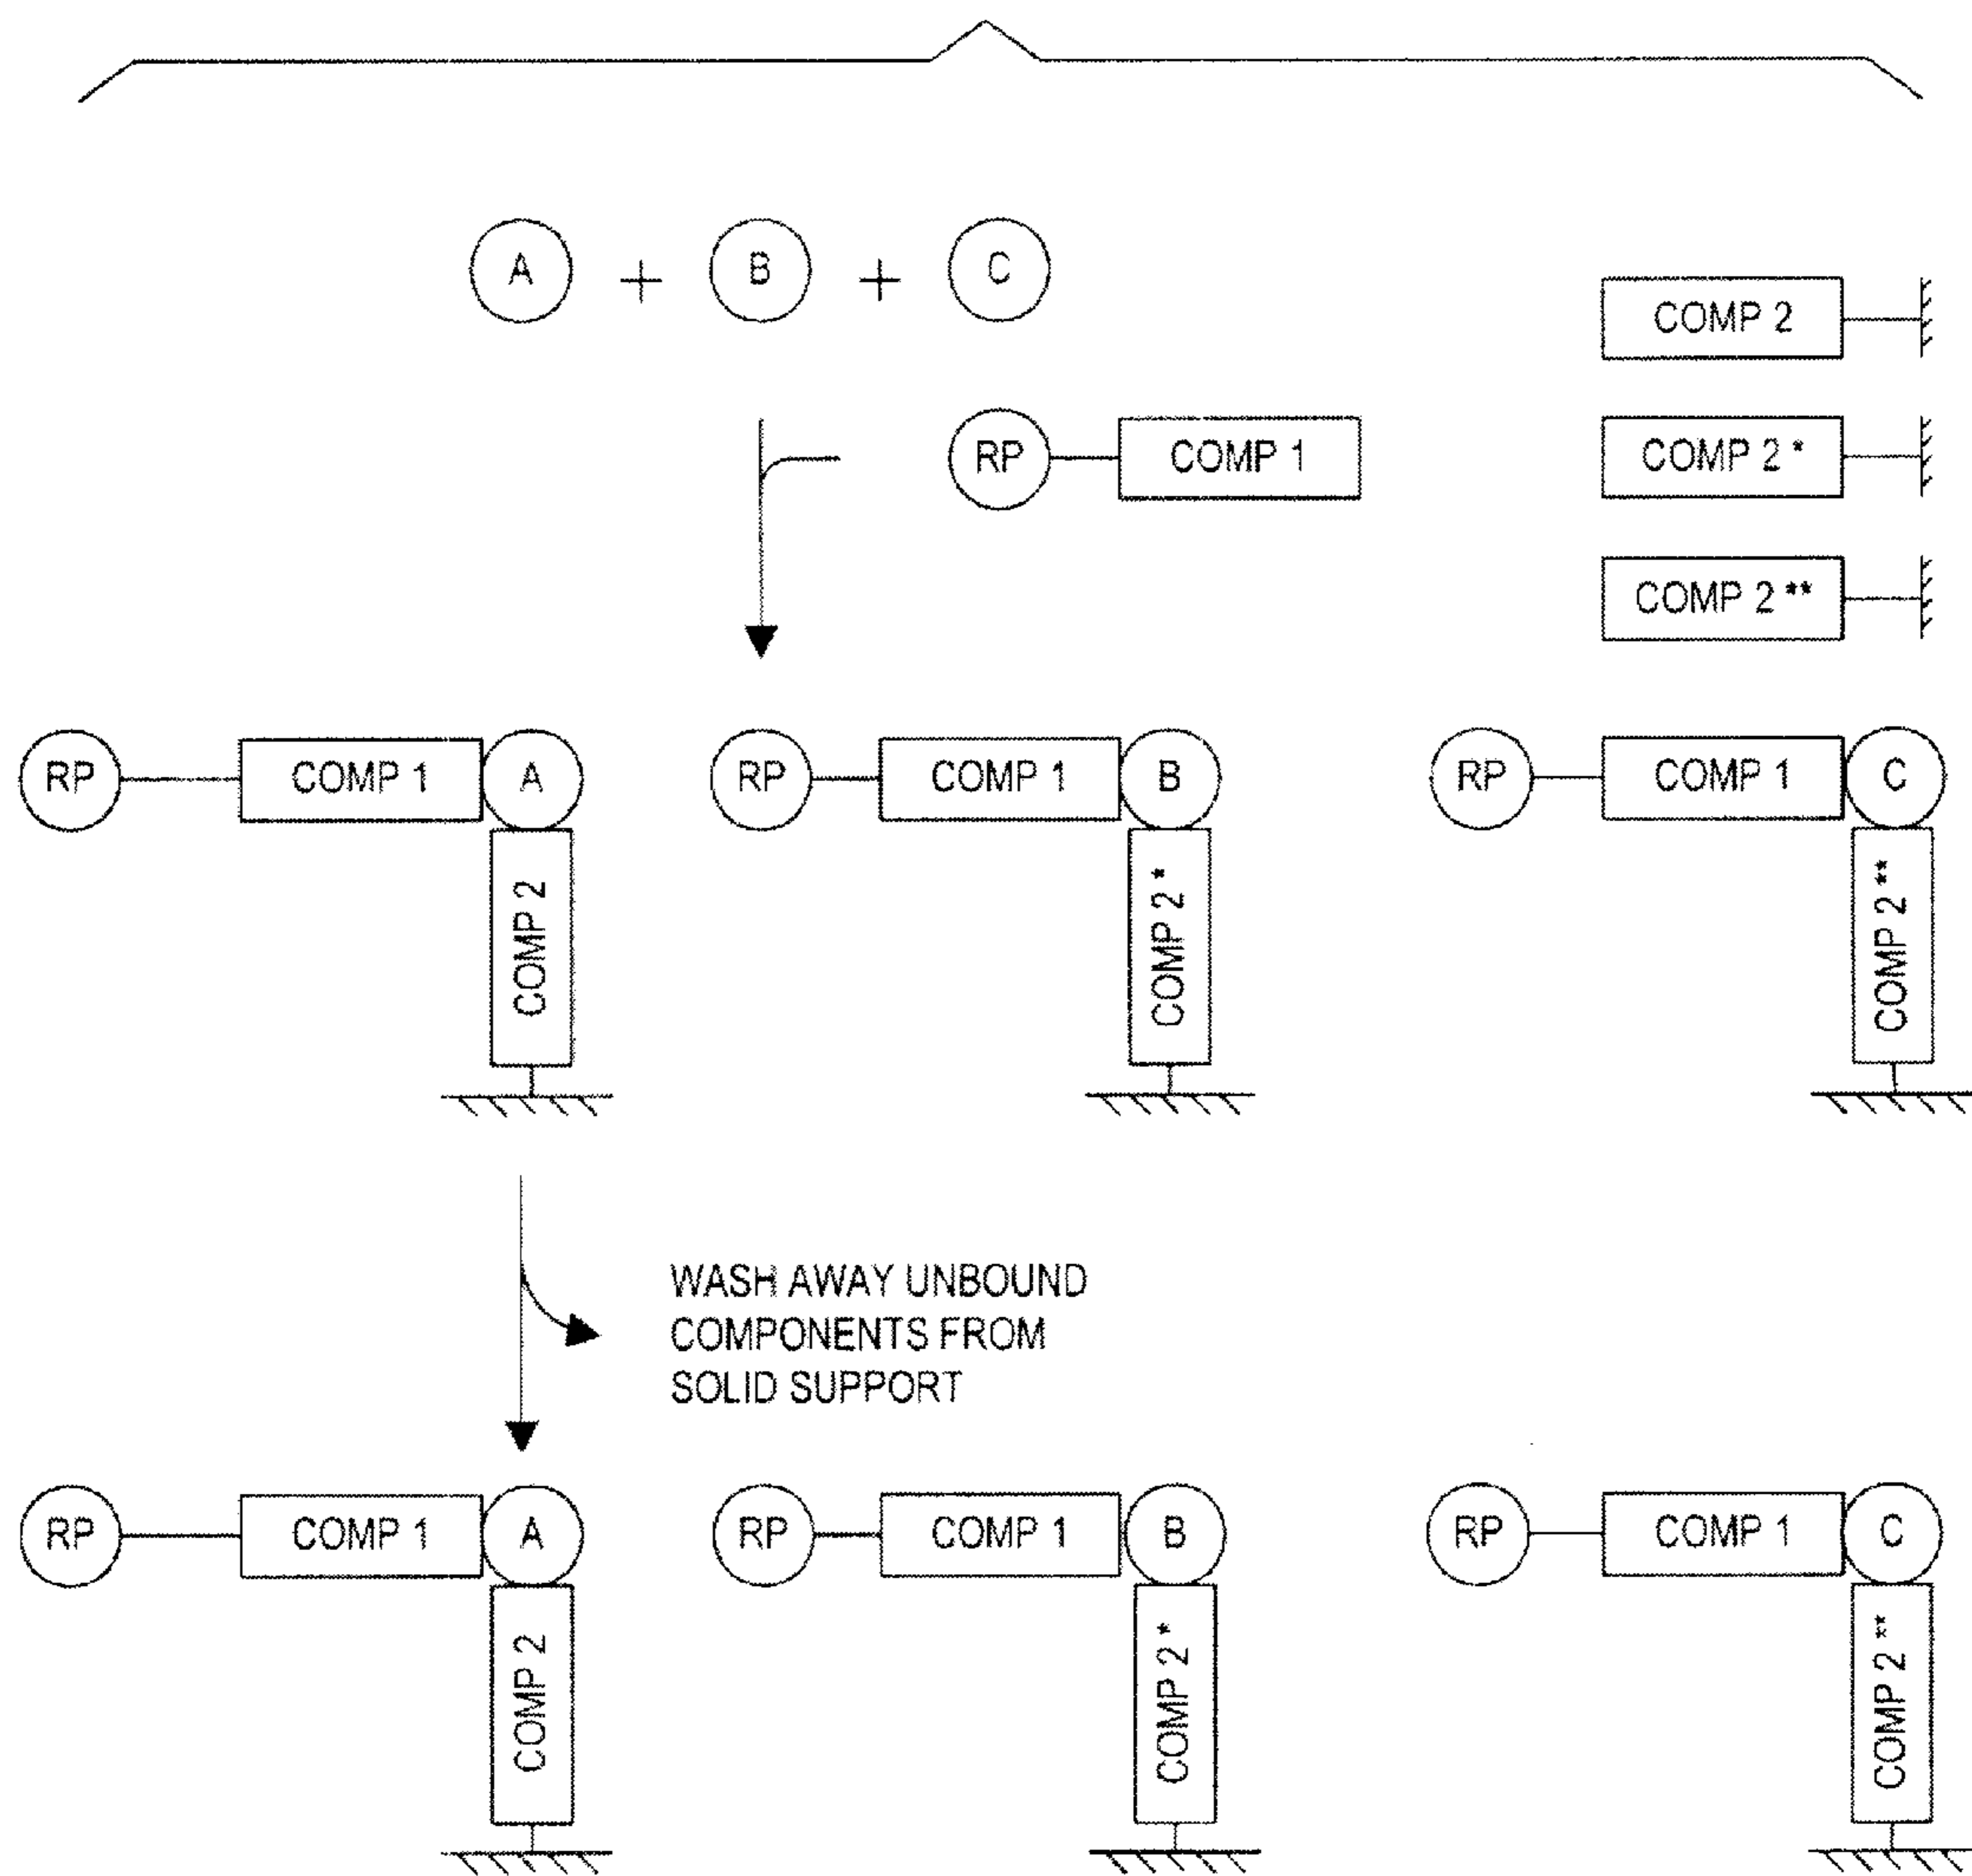 A + B + C
COMP 2
RP COMP 1
COMP 2 *
COMP 2 **
RP COMP 1 A
RP COMP 1 B
RP COMP 1 C
COMP 2
COMP 2 *
COMP 2 **
WASH AWAY UNBOUND
COMPONENTS FROM
SOLID SUPPORT
RP COMP 1 A
RP COMP 1 B
RP COMP 1 C
COMP 2
COMP 2 *
COMP 2 **